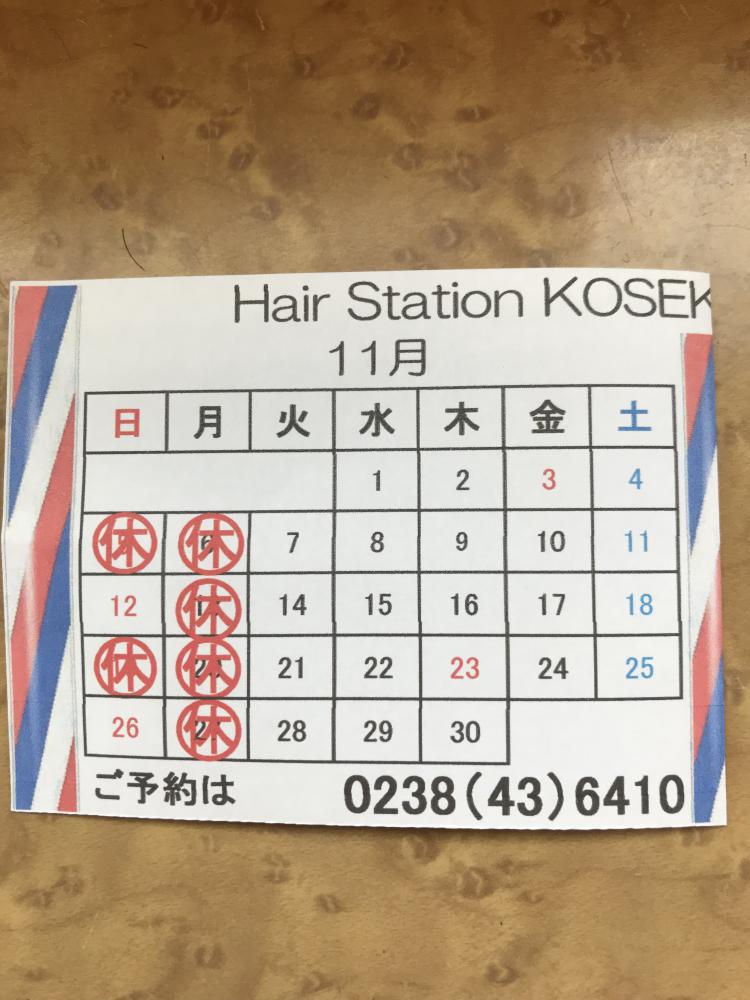 Hair Station KOSEK
11月
日 月 火 水 木 金 土
1 2 3 4
休 休 7 8 9 10 11
12 休 14 15 16 17 18
休 休 21 22 23 24 25
26 休 28 29 30
ご予約は 0238(43)6410